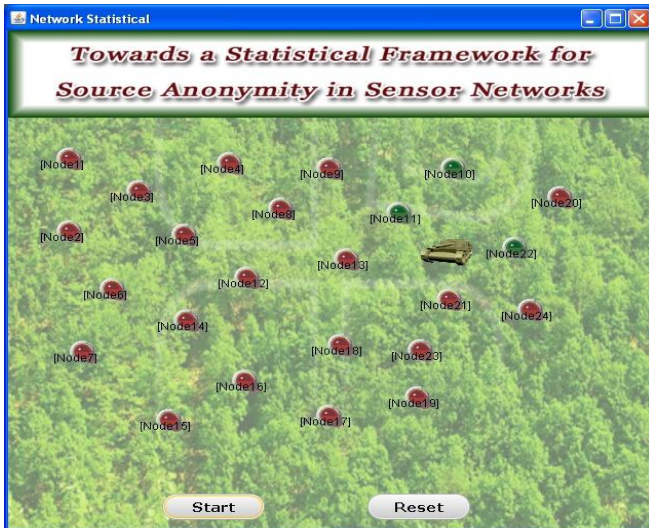 Network Statistical
Towards a Statistical Framework for
Source Anonymity in Sensor Networks
[Node1]
[Node4]
[Node9]
[Node10]
[Node3]
[Node20]
[Node8]
[Node11]
[Node2]
[Node5]
[Node22]
[Node13]
[Node12]
[Node6]
[Node21]
[Node24]
[Node14]
[Node18]
[Node7]
[Node23]
[Node16]
[Node19]
[Node15]
[Node17]
Start
Reset